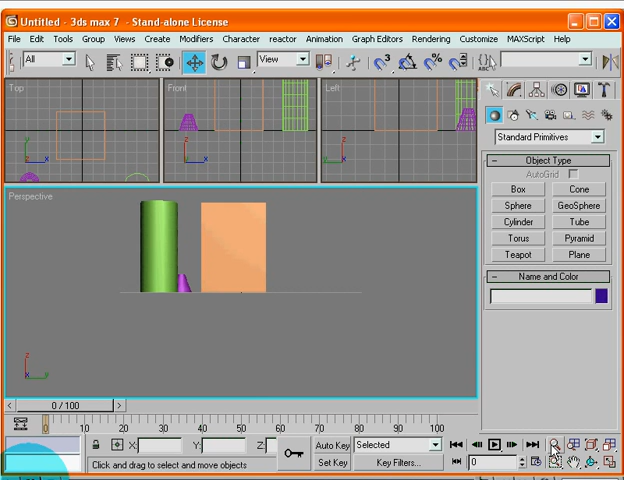 Untitled - 3ds max 7 - Stand-alone License
File Edit Tools Group Views Create Modifiers Character reactor Animation Graph Editors Rendering Customize MAXScript Help
All View
Top Front Left
Standard Primitives
Object Type
AutoGrid
Box Cone
Sphere GeoSphere
Cylinder Tube
Torus Pyramid
Teapot Plane
Name and Color
Perspective
0 / 100
0 10 20 30 40 50 60 70 80 90 100
X: Y: Z: Auto Key Selected
Click and drag to select and move objects Set Key Key Filters... 0